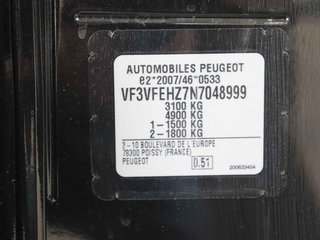 AUTOMOBILES PEUGEOT
e2*2007/46*0533
VF3VFEHZ7N7048999
3100 KG
4900 KG
1-1500 KG
2-1800 KG
2-10 BOULEVARD DE L'EUROPE
78300 POISSY (FRANCE)
PEUGEOT
0.51
200633404